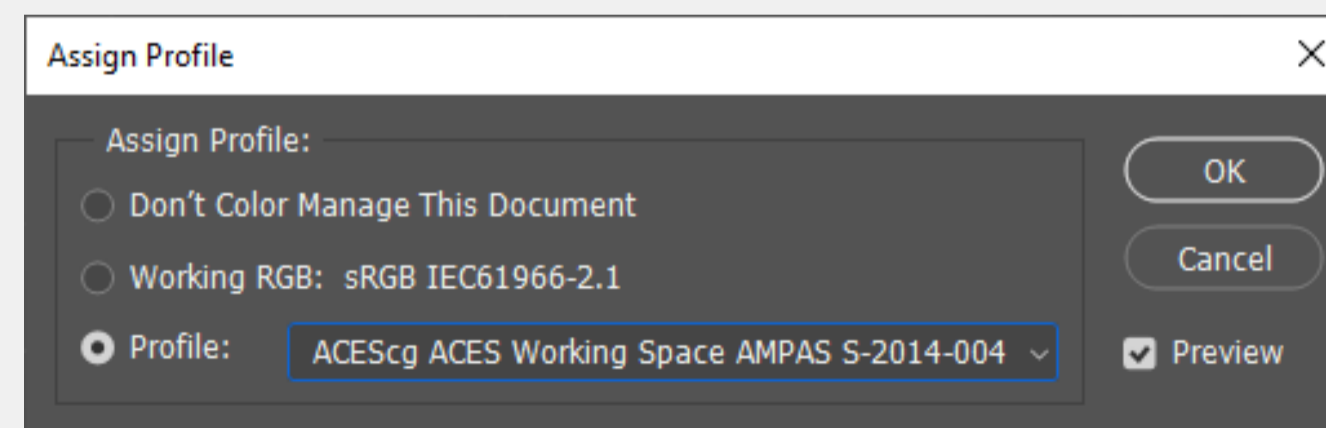 Assign Profile
Assign Profile:
Don't Color Manage This Document
Working RGB: sRGB IEC61966-2.1
Profile: ACEScg ACES Working Space AMPAS S-2014-004
OK
Cancel
Preview